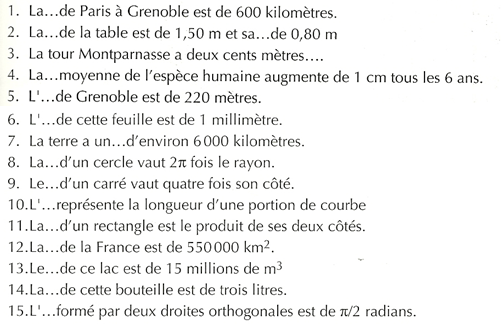 1. La...de Paris à Grenoble est de 600 kilomètres.
2. La...de la table est de 1,50 m et sa...de 0,80 m
3. La tour Montparnasse a deux cents mètres....
4. La...moyenne de l'espèce humaine augmente de 1 cm tous les 6 ans.
5. L'...de Grenoble est de 220 mètres.
6. L'...de cette feuille est de 1 millimètre.
7. La terre a un...d'environ 6 000 kilomètres.
8. La...d'un cercle vaut 2π fois le rayon.
9. Le...d'un carré vaut quatre fois son côté.
10.L'...représente la longueur d'une portion de courbe
11.La...d'un rectangle est le produit de ses deux côtés.
12.La...de la France est de 550 000 km².
13.Le...de ce lac est de 15 millions de m³
14.La...de cette bouteille est de trois litres.
15.L'...formé par deux droites orthogonales est de π/2 radians.